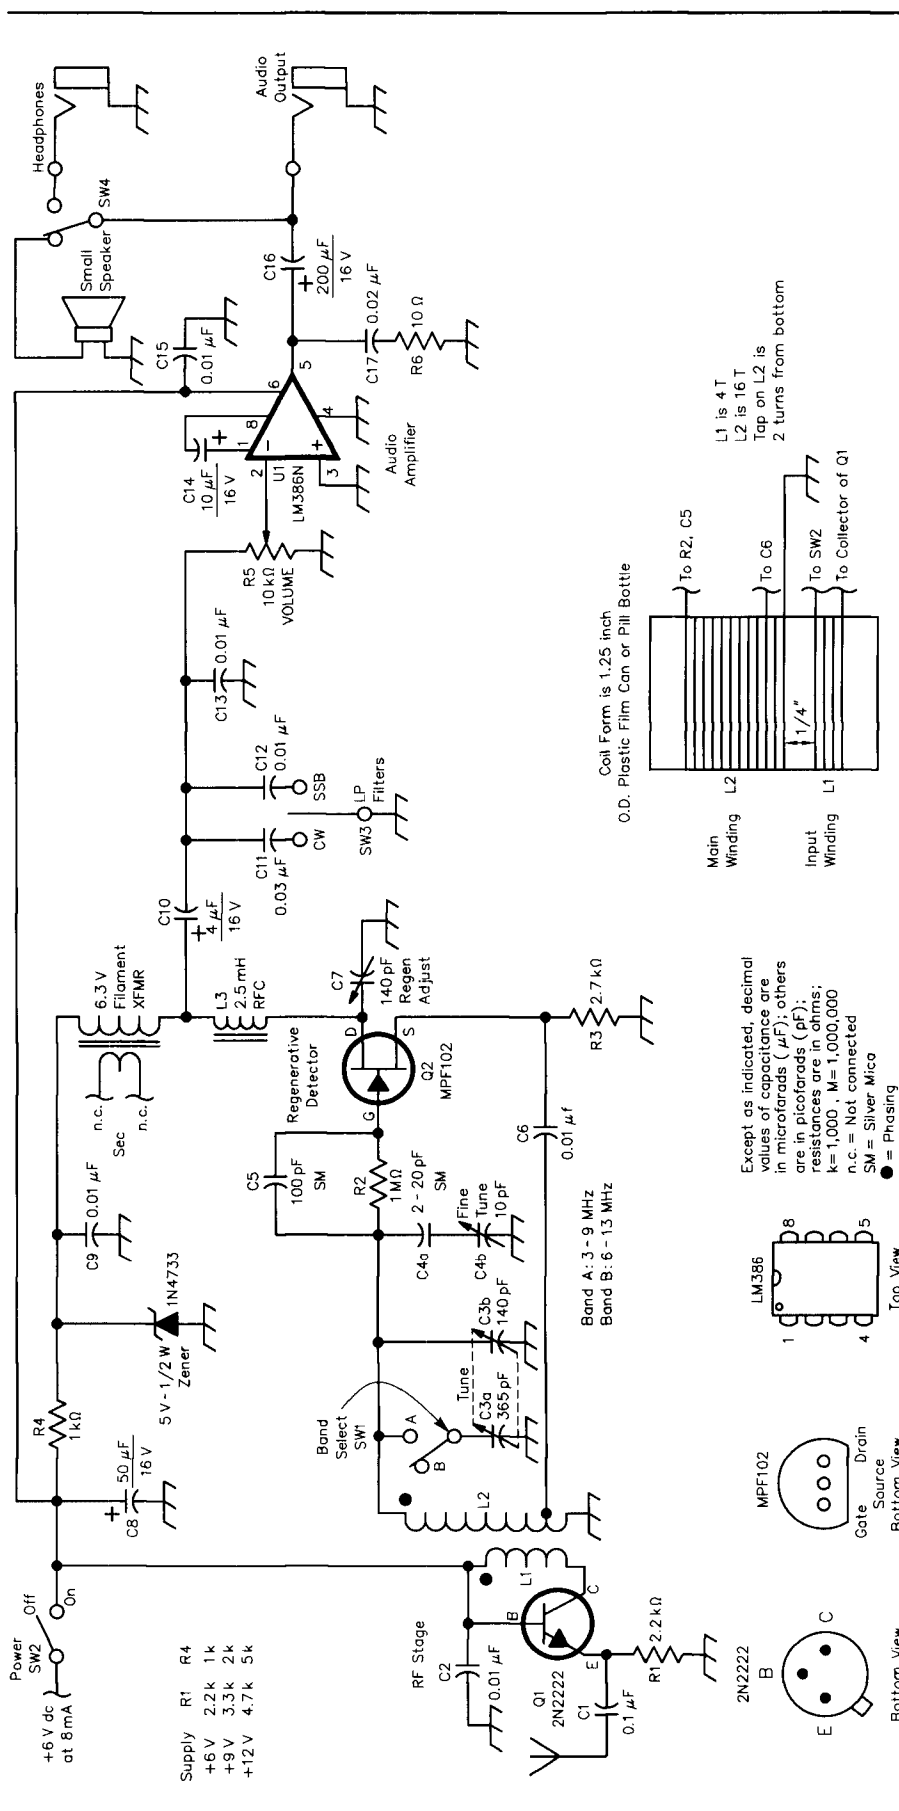 Power
SW2
Off
On
+6 V dc
at 8 mA
Supply R1 R4
+6 V 2.2 k 1 k
+9 V 3.3 k 2 k
+12 V 4.7 k 5 k
R4
1 kΩ
+
C8
50 µF
16 V
5 V - 1/2 W
Zener
1N4733
C9
0.01 µF
n.c.
n.c.
Sec
6.3 V
Filament
XFMR
L3
2.5 mH
RFC
C10
+
4 µF
16 V
C11
0.03 µF
CW
C12
0.01 µF
SSB
SW3
LP
Filters
C13
0.01 µF
R5
10 kΩ
VOLUME
C14
+
10 µF
16 V
2
1
8
6
5
4
3
−
+
U1
LM386N
Audio
Amplifier
C15
0.01 µF
Small
Speaker
SW4
Headphones
C16
+
200 µF
16 V
Audio
Output
C17
0.02 µF
R6
10 Ω
RF Stage
C2
0.01 µF
Q1
2N2222
B
C
E
C1
0.1 µF
R1
2.2 kΩ
L1
L2
Band
Select
SW1
A
B
Tune
C3a
365 pF
C3b
140 pF
C4a
2 - 20 pF
SM
C4b
Fine
Tune
10 pF
C5
100 pF
SM
R2
1 MΩ
Regenerative
Detector
G
D
S
Q2
MPF102
C7
140 pF
Regen
Adjust
C6
0.01 µf
R3
2.7 kΩ
Band A: 3 - 9 MHz
Band B: 6 - 13 MHz
2N2222
B
E
C
Bottom View
MPF102
Gate
Source
Drain
Bottom View
LM386
1
8
4
5
Top View
Except as indicated, decimal
values of capacitance are
in microfarads ( µF); others
are in picofarads ( pF);
resistances are in ohms;
k=1,000 , M=1,000,000
n.c. = Not connected
SM = Silver Mica
● = Phasing
Coil Form is 1.25 inch
O.D. Plastic Film Can or Pill Bottle
Main
Winding
L2
Input
Winding
L1
1/4"
To R2, C5
To C6
To SW2
To Collector of Q1
L1 is 4 T
L2 is 16 T
Tap on L2 is
2 turns from bottom